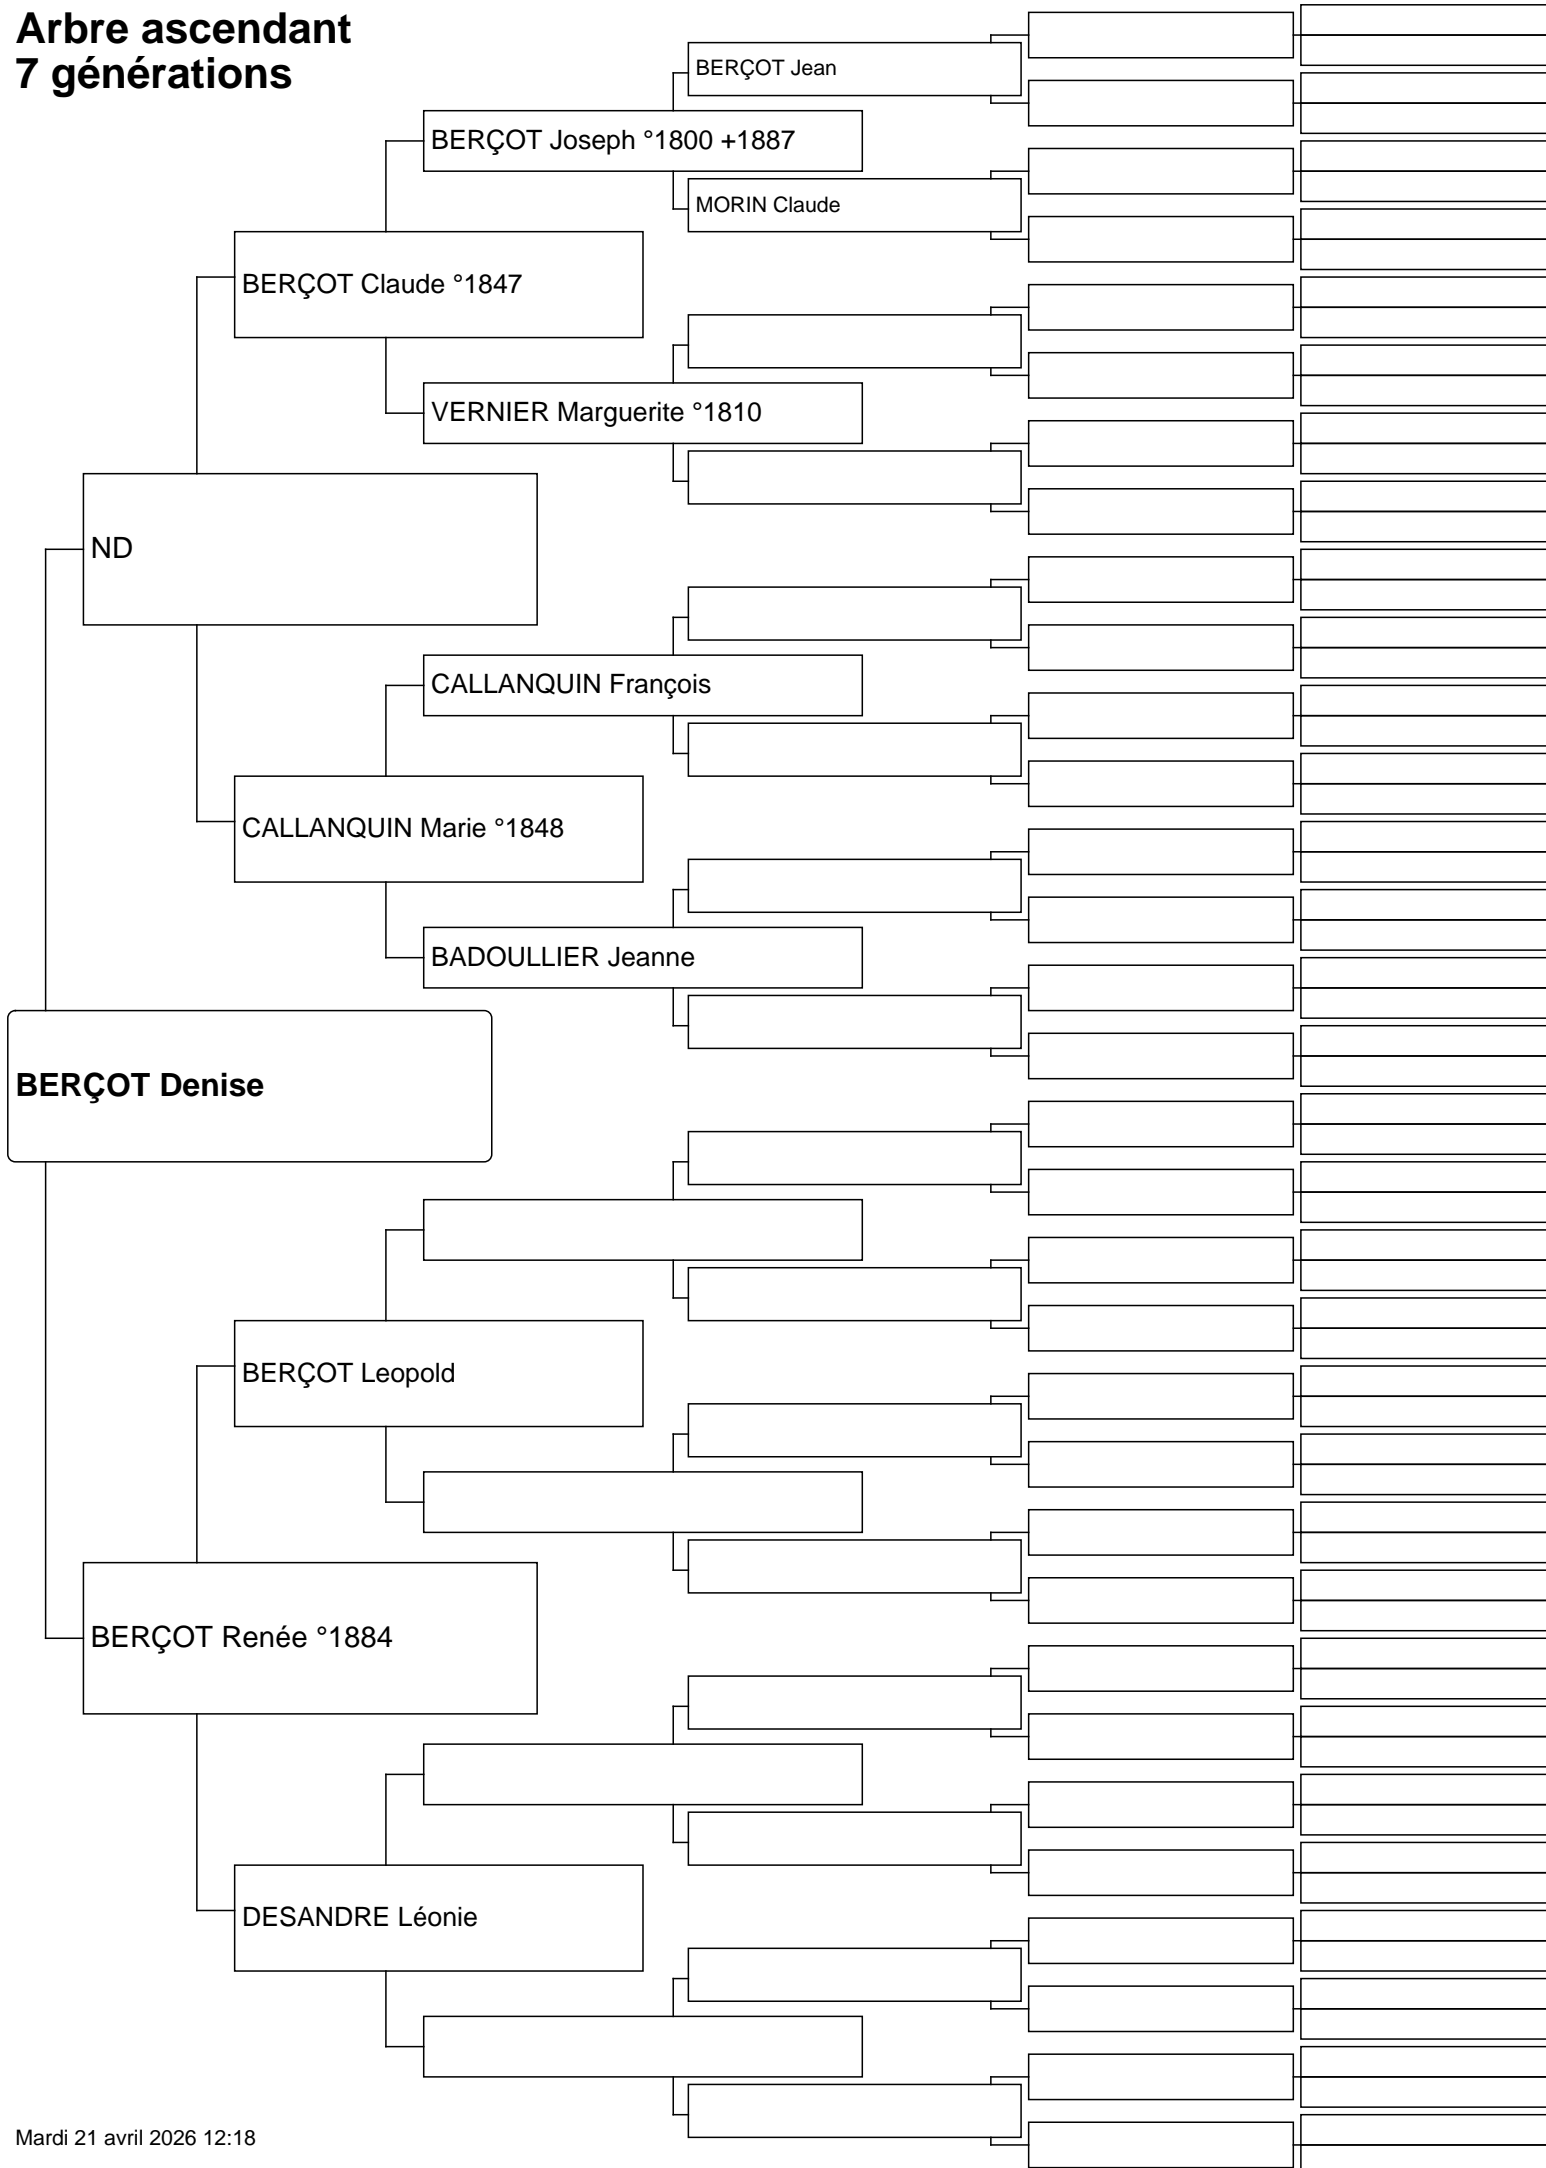 Arbre ascendant
7 générations
BERÇOT Jean
BERÇOT Joseph °1800 +1887
MORIN Claude
BERÇOT Claude °1847
VERNIER Marguerite °1810
ND
CALLANQUIN François
CALLANQUIN Marie °1848
BADOULLIER Jeanne
BERÇOT Denise
BERÇOT Leopold
BERÇOT Renée °1884
DESANDRE Léonie
Mardi 21 avril 2026 12:18